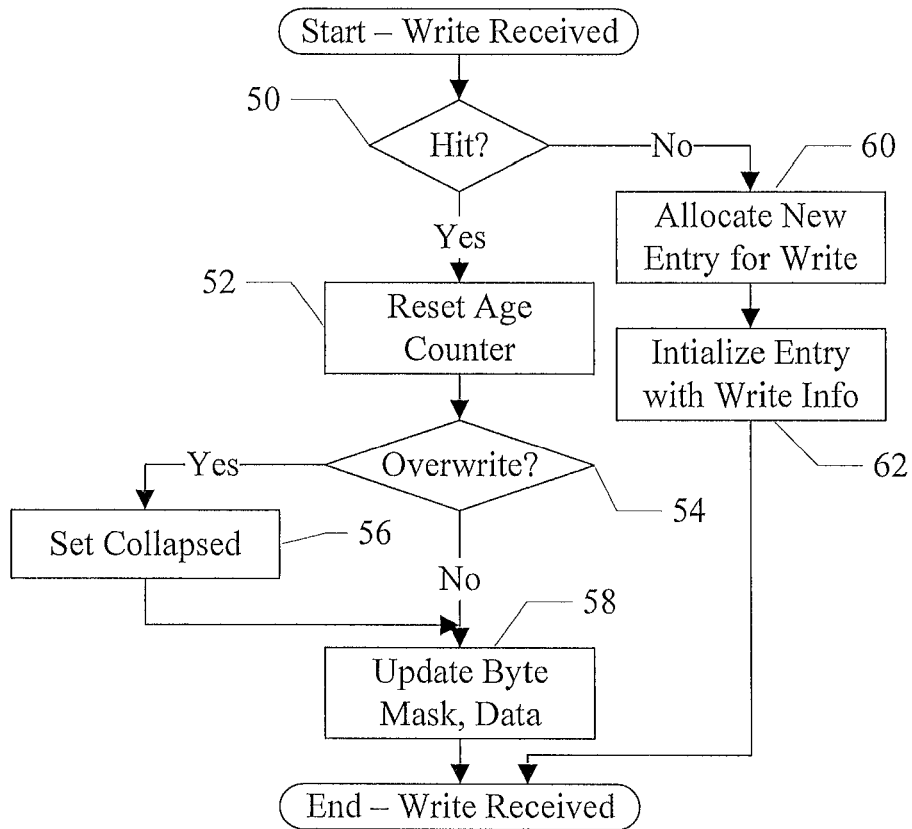 Start – Write Received
50
Hit?
No
60
Allocate New
Entry for Write
Yes
52
Reset Age
Counter
Intialize Entry
with Write Info
62
Yes
Overwrite?
54
Set Collapsed
56
No
58
Update Byte
Mask, Data
End – Write Received